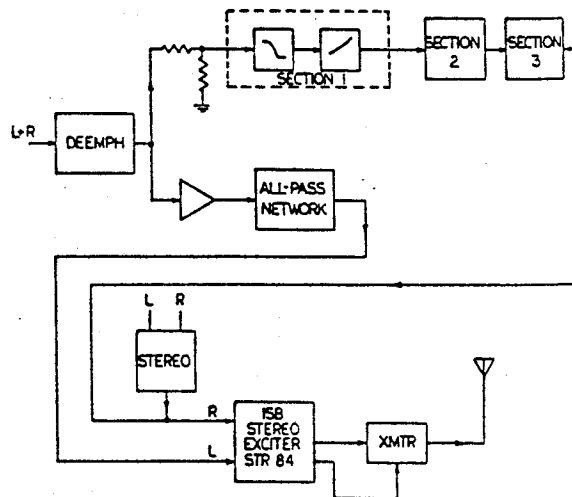 SECTION 1
SECTION
2
SECTION
3
L+R
DEEMPH
ALL-PASS
NETWORK
L R
STEREO
R
L
ISB
STEREO
EXCITER
STR 84
XMTR